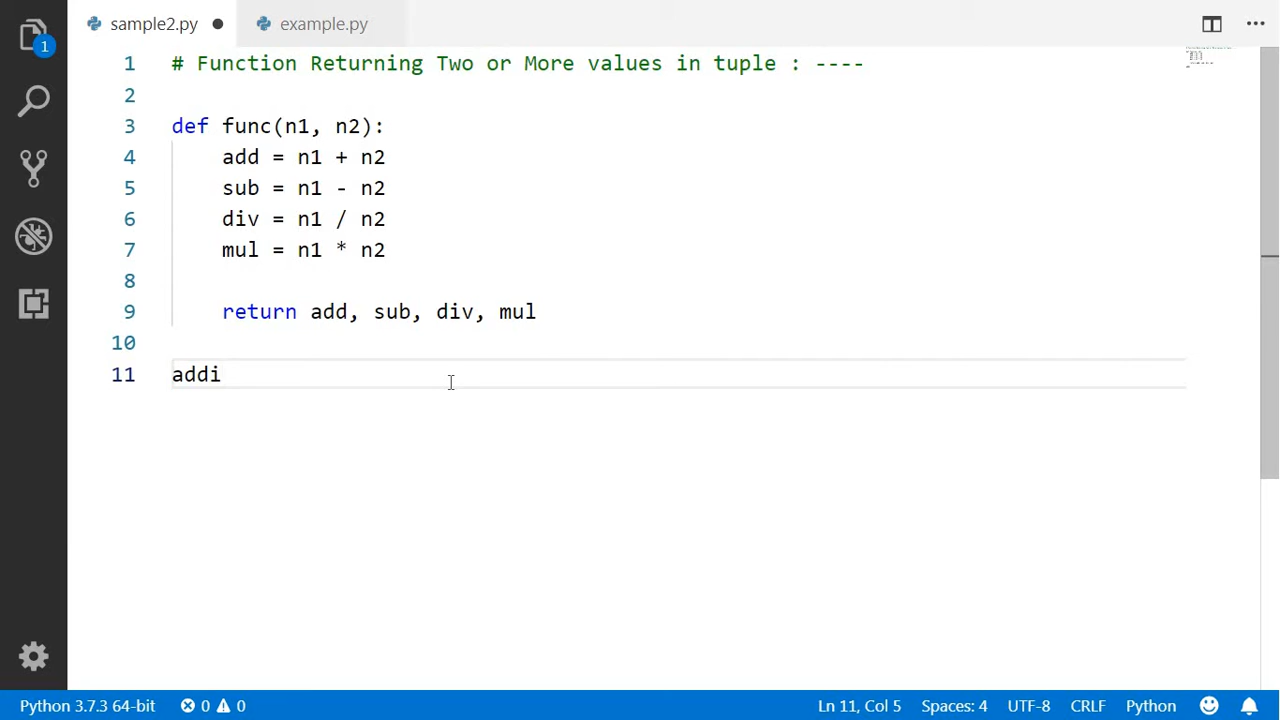 sample2.py example.py
1
1 # Function Returning Two or More values in tuple : ----
2
3 def func(n1, n2):
4 add = n1 + n2
5 sub = n1 - n2
6 div = n1 / n2
7 mul = n1 * n2
8
9 return add, sub, div, mul
10
11 addi
Python 3.7.3 64-bit 0 0 Ln 11, Col 5 Spaces: 4 UTF-8 CRLF Python